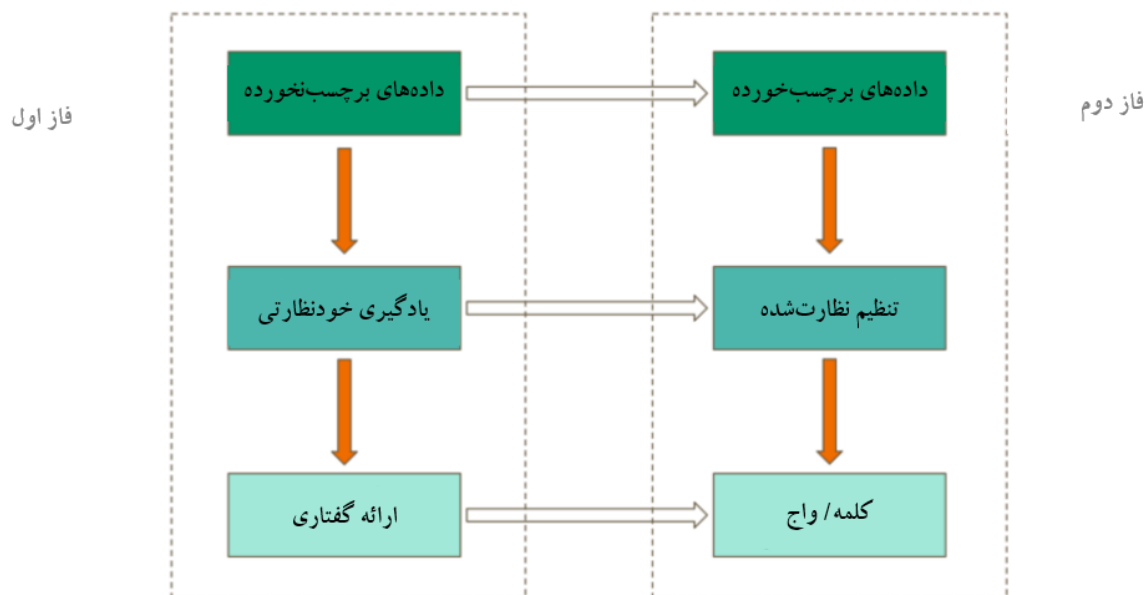 فاز اول
داده‌های برچسب‌نخورده
یادگیری خودنظارتی
ارائه گفتاری
فاز دوم
داده‌های برچسب‌خورده
تنظیم نظارت‌شده
کلمه/ واج